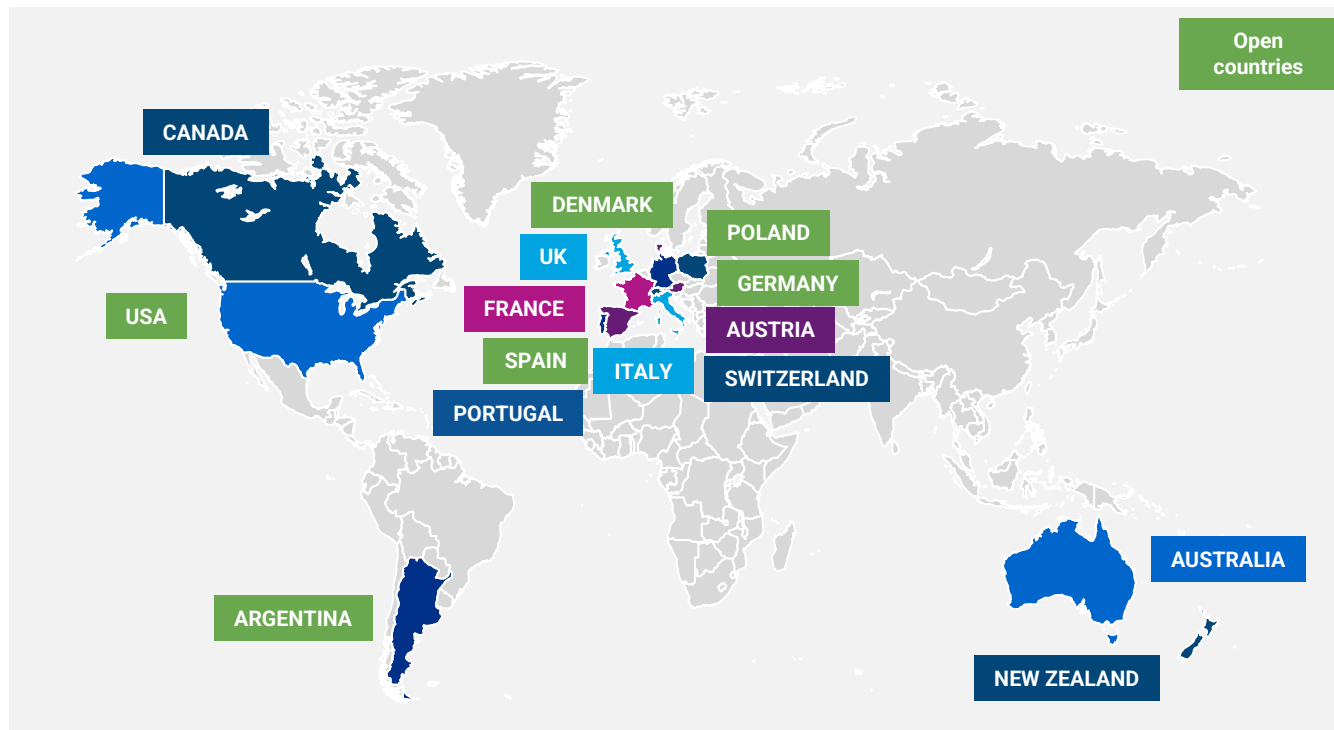 Open
countries
CANADA
DENMARK
POLAND
UK
GERMANY
FRANCE
USA
AUSTRIA
SPAIN
ITALY
SWITZERLAND
PORTUGAL
AUSTRALIA
ARGENTINA
NEW ZEALAND